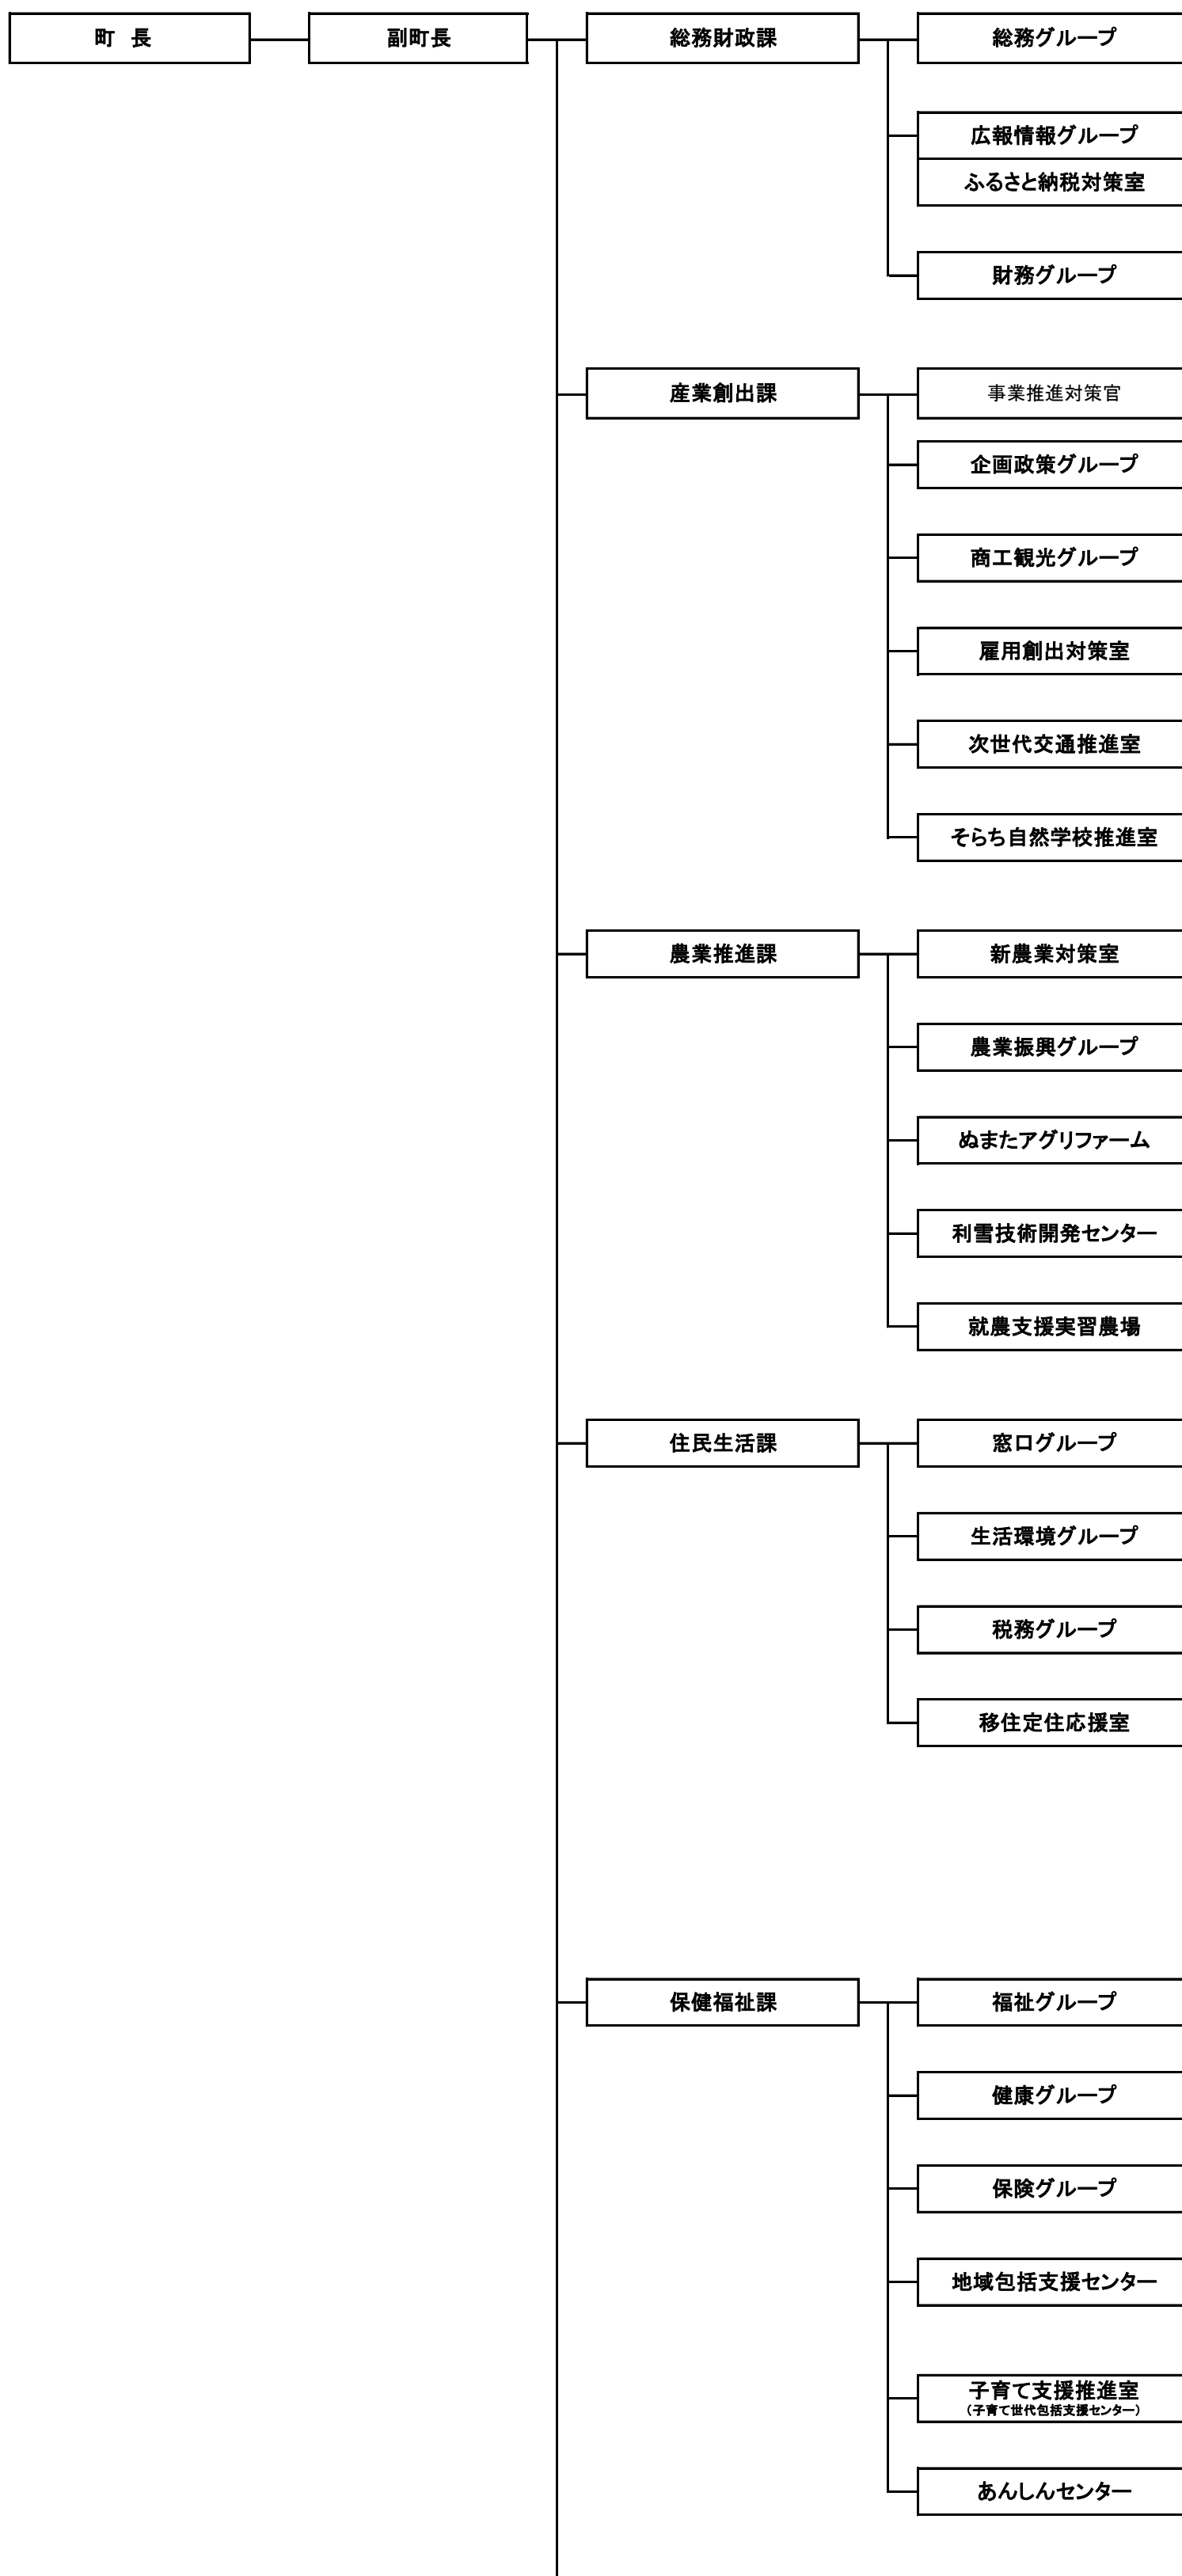 町 長
副町長
総務財政課
総務グループ
広報情報グループ
ふるさと納税対策室
財務グループ
産業創出課
事業推進対策官
企画政策グループ
商工観光グループ
雇用創出対策室
次世代交通推進室
そらち自然学校推進室
農業推進課
新農業対策室
農業振興グループ
ぬまたアグリファーム
利雪技術開発センター
就農支援実習農場
住民生活課
窓口グループ
生活環境グループ
税務グループ
移住定住応援室
保健福祉課
福祉グループ
健康グループ
保険グループ
地域包括支援センター
子育て支援推進室
（子育て世代包括支援センター）
あんしんセンター